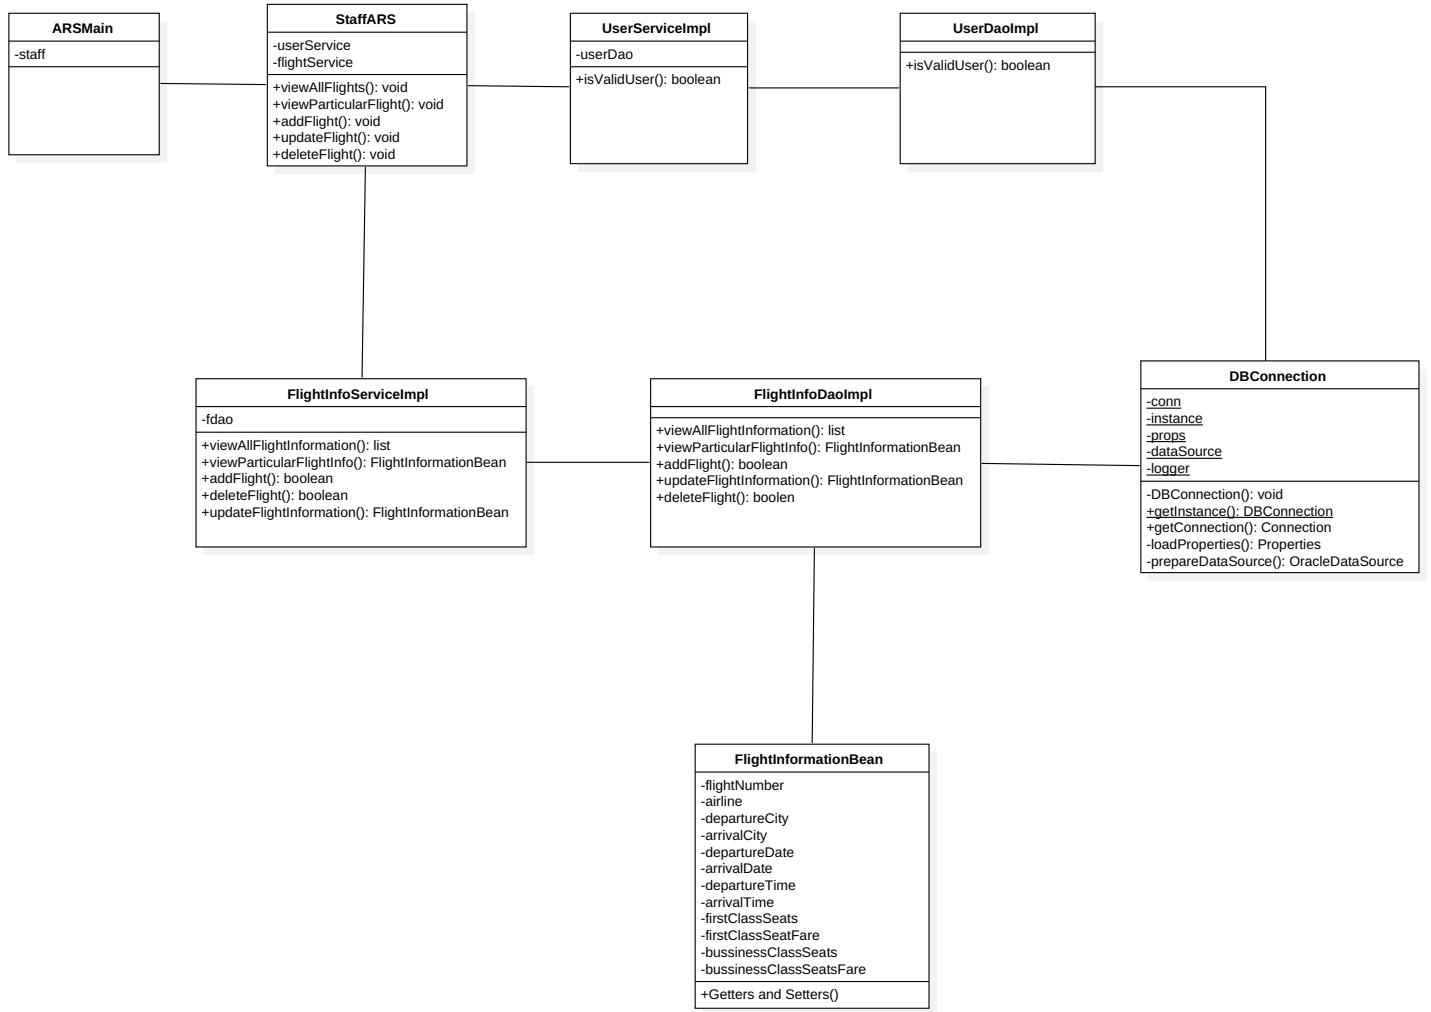 ARSMain
-staff
StaffARS
-userService
-flightService
+viewAllFlights(): void
+viewParticularFlight(): void
+addFlight(): void
+updateFlight(): void
+deleteFlight(): void
UserServiceImpl
-userDao
+isValidUser(): boolean
UserDaoImpl
+isValidUser(): boolean
FlightInfoServiceImpl
-fdao
+viewAllFlightInformation(): list
+viewParticularFlightInfo(): FlightInformationBean
+addFlight(): boolean
+deleteFlight(): boolean
+updateFlightInformation(): FlightInformationBean
FlightInfoDaoImpl
+viewAllFlightInformation(): list
+viewParticularFlightInfo(): FlightInformationBean
+addFlight(): boolean
+updateFlightInformation(): FlightInformationBean
+deleteFlight(): boolen
DBConnection
-conn
-instance
-props
-dataSource
-logger
-DBConnection(): void
+getInstance(): DBConnection
+getConnection(): Connection
-loadProperties(): Properties
-prepareDataSource(): OracleDataSource
FlightInformationBean
-flightNumber
-airline
-departureCity
-arrivalCity
-departureDate
-arrivalDate
-departureTime
-arrivalTime
-firstClassSeats
-firstClassSeatFare
-bussinessClassSeats
-bussinessClassSeatsFare
+Getters and Setters()